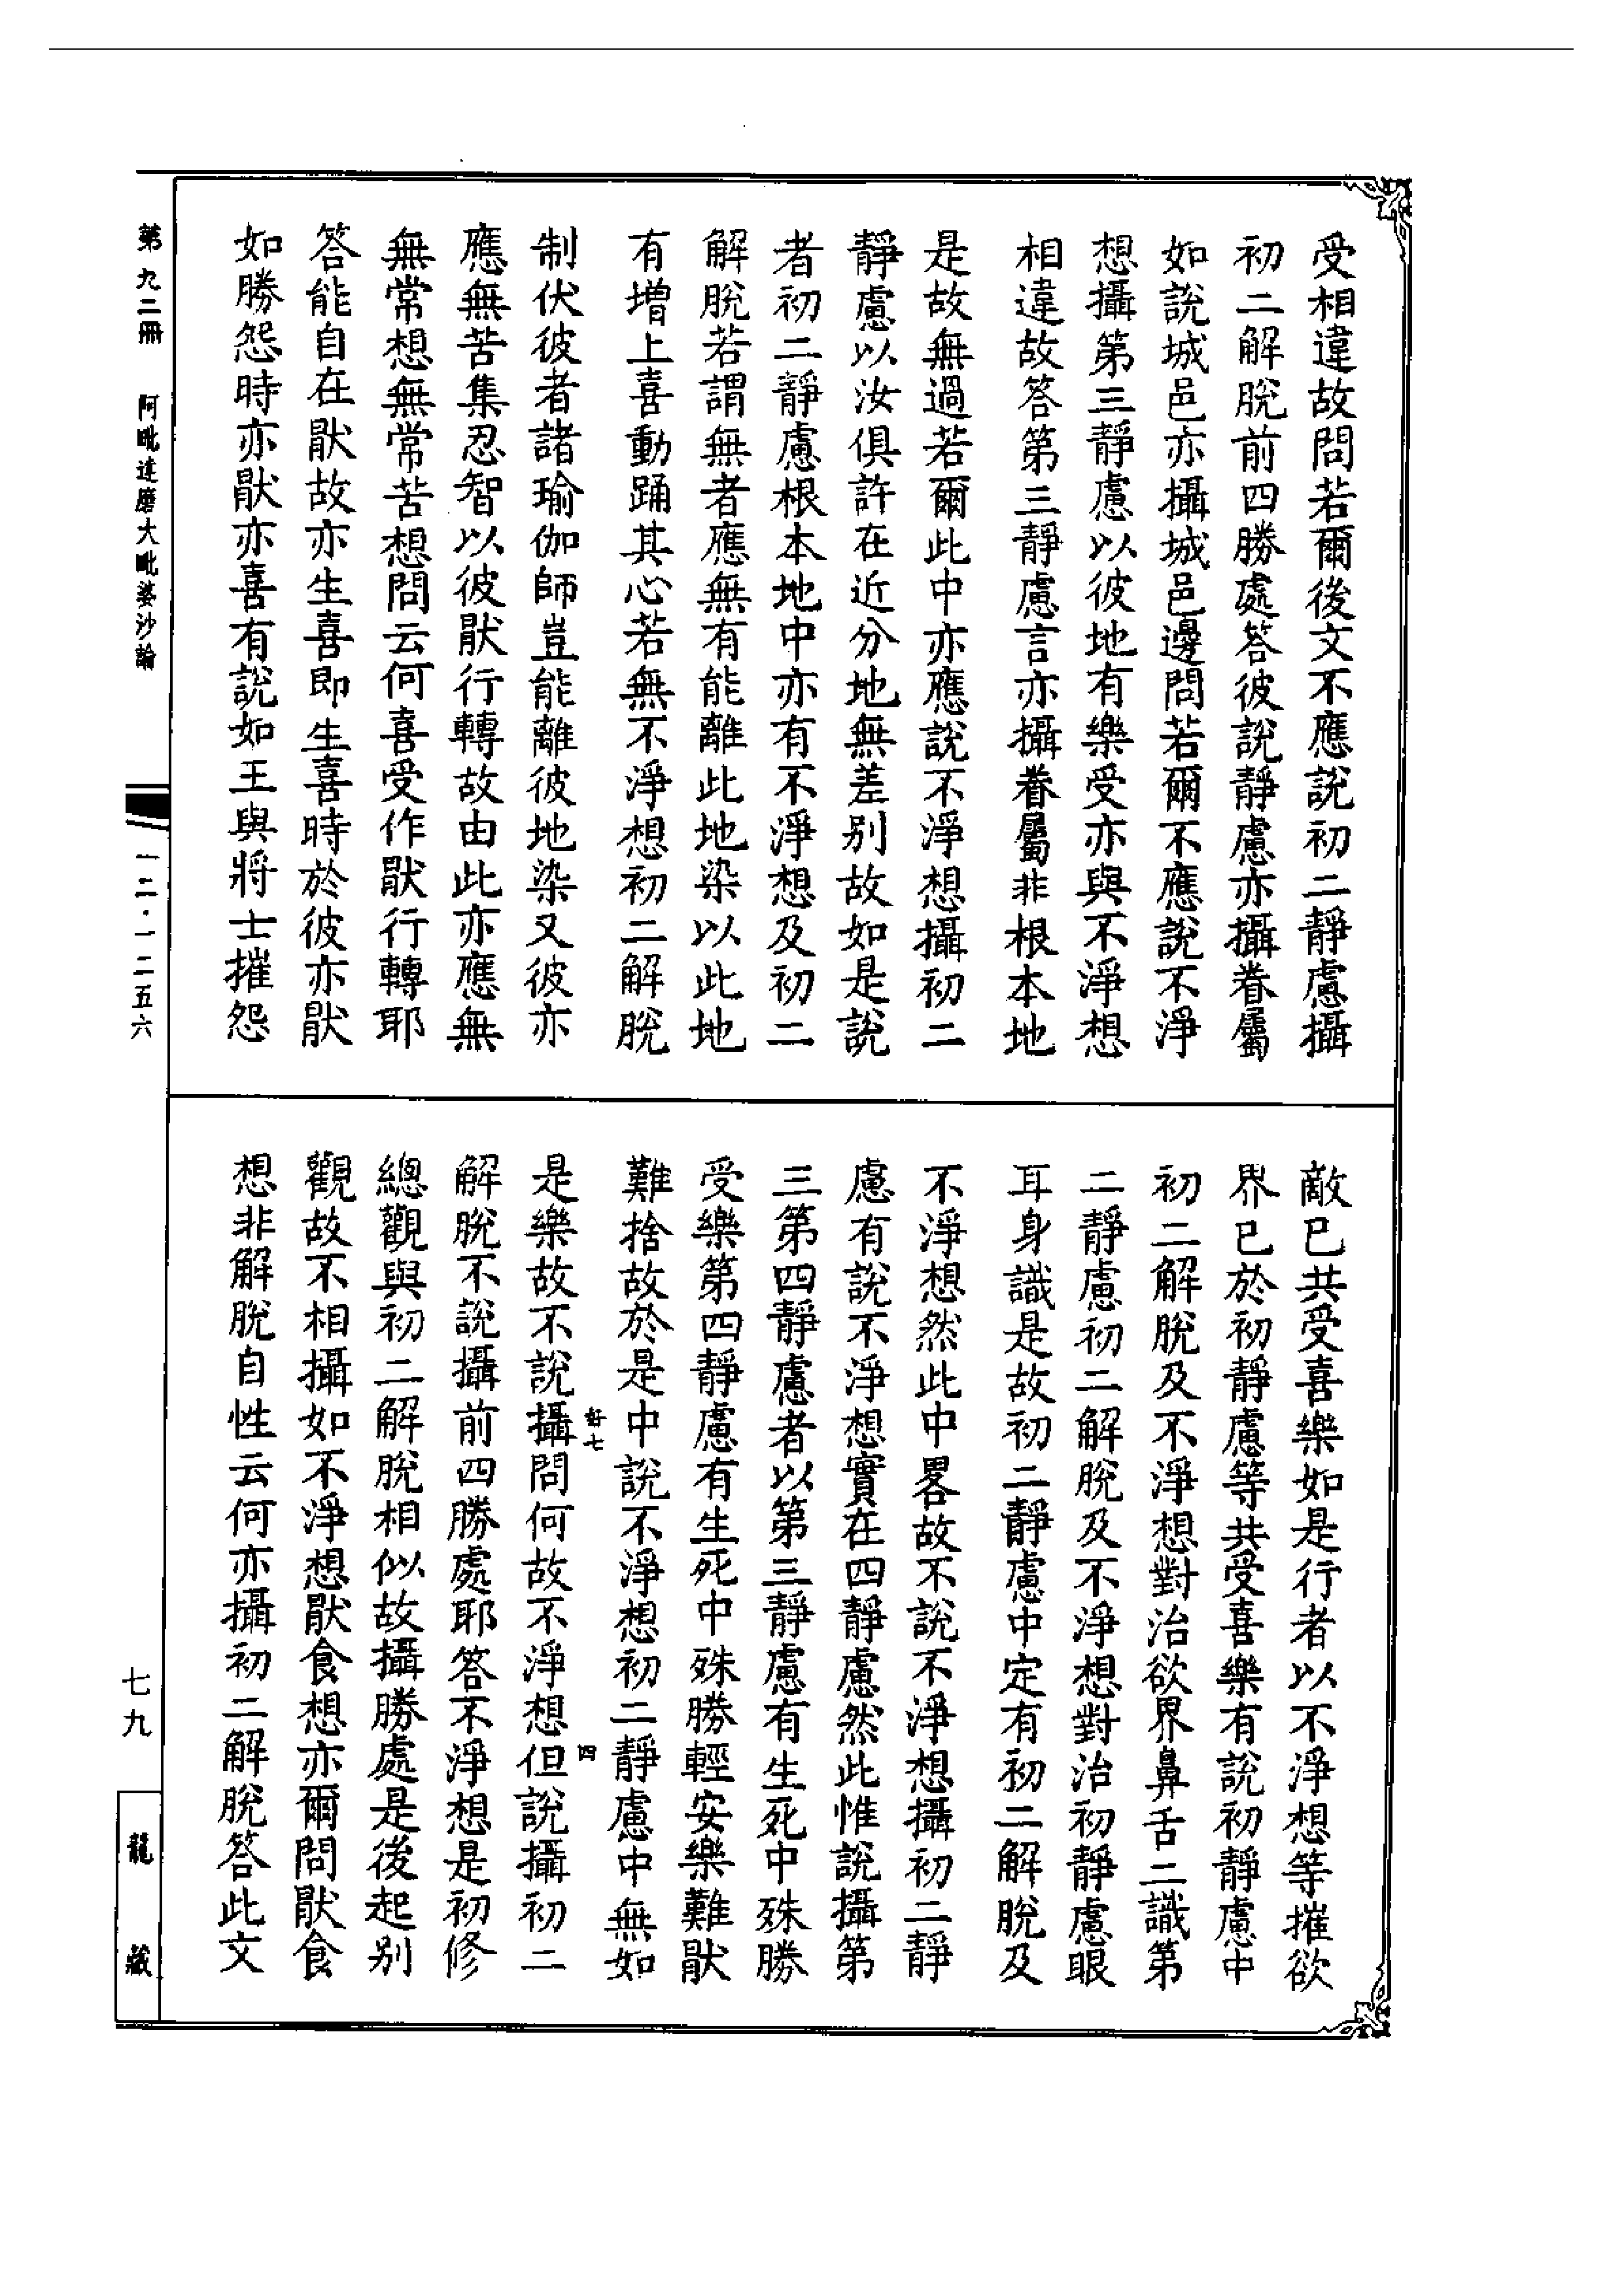 受相違故問若爾後文不應說初二靜慮攝
初二解脫前四勝處答彼說靜慮亦攝眷屬
如說城邑亦攝城邑邊問若爾不應說不淨
想攝第三靜慮以彼地有樂受亦與不淨想
相違故答第三靜慮言亦攝眷屬非根本地
是故無過若爾此中亦應說不淨想攝初二
靜慮以汝俱許在近分地無差別故如是說
者初二靜慮根本地中亦有不淨想及初二
解脫若謂無者應無有能離此地染以此地
有增上喜動踊其心若無不淨想初二解脫
制伏彼者諸瑜伽師豈能離彼地染又彼亦
應無苦集忍智以彼猒行轉故由此亦應無
無常想無常苦想問云何喜受作猒行轉耶
答能自在猒故亦生喜即生喜時於彼亦猒
如勝怨時亦猒亦喜有說如王與將士摧怨
敵已共受喜樂如是行者以不淨想等摧欲
界已於初靜慮等共受喜樂有說初靜慮中
初二解脫及不淨想對治欲界鼻舌二識第
二靜慮初二解脫及不淨想對治初靜慮眼
耳身識是故初二靜慮中定有初二解脫及
不淨想然此中畧故不說不淨想攝初二靜
慮有說不淨想實在四靜慮然此惟說攝第
三第四靜慮者以第三靜慮有生死中殊勝
受樂第四靜慮有生死中殊勝輕安樂難猒
難捨故於是中說不淨想初二靜慮中無如
好七
四
是樂故不說攝問何故不淨想但說攝初二
解脫不說攝前四勝處耶答不淨想是初修
總觀與初二解脫相似故攝勝處是後起別
觀故不相攝如不淨想猒食想亦爾問猒食
想非解脫自性云何亦攝初二解脫答此文
第九二冊
阿毗達磨大毗婆沙論
一二·一二五六
七九
龍藏